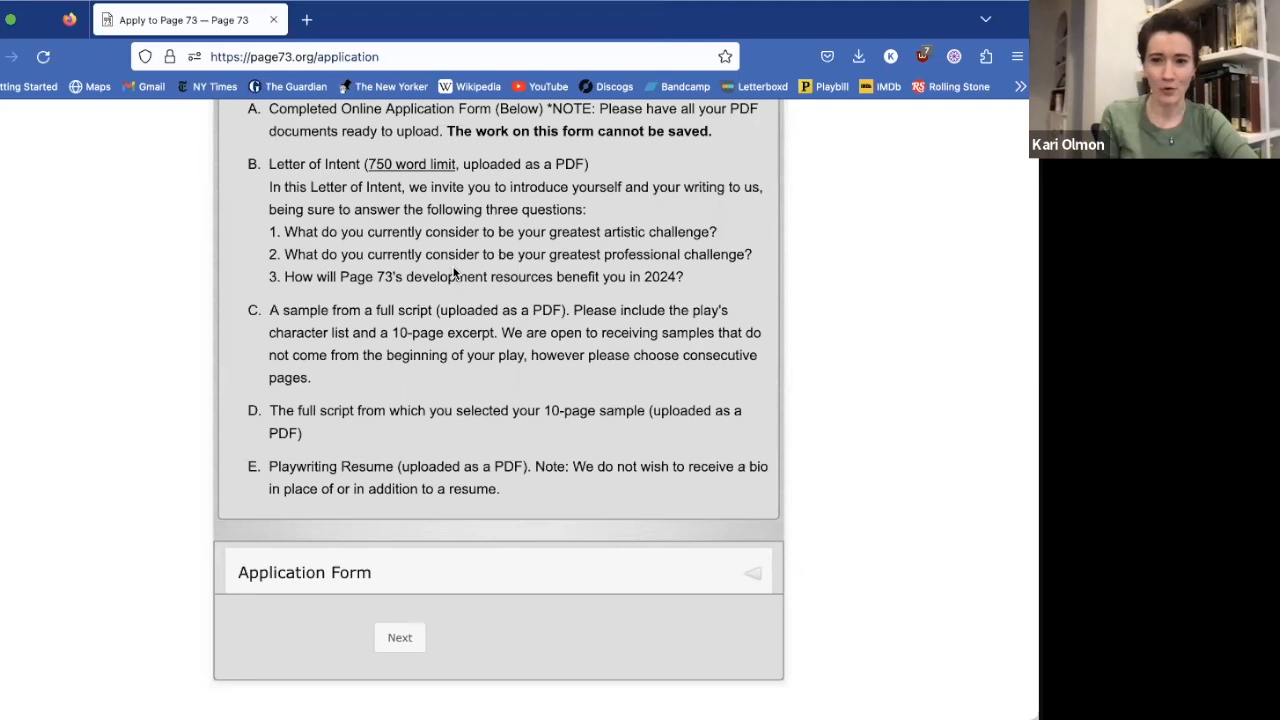 Apply to Page 73 — Page 73
https://page73.org/application
7
K
tting Started Maps Gmail NY Times The Guardian The New Yorker Wikipedia YouTube Discogs Bandcamp Letterboxd Playbill IMDb Rolling Stone
A. Completed Online Application Form (Below) *NOTE: Please have all your PDF
documents ready to upload. The work on this form cannot be saved.
B. Letter of Intent (750 word limit, uploaded as a PDF)
In this Letter of Intent, we invite you to introduce yourself and your writing to us,
being sure to answer the following three questions:
1. What do you currently consider to be your greatest artistic challenge?
2. What do you currently consider to be your greatest professional challenge?
3. How will Page 73's development resources benefit you in 2024?
C. A sample from a full script (uploaded as a PDF). Please include the play's
character list and a 10-page excerpt. We are open to receiving samples that do
not come from the beginning of your play, however please choose consecutive
pages.
D. The full script from which you selected your 10-page sample (uploaded as a
PDF)
E. Playwriting Resume (uploaded as a PDF). Note: We do not wish to receive a bio
in place of or in addition to a resume.
Application Form
Next
Kari Olmon